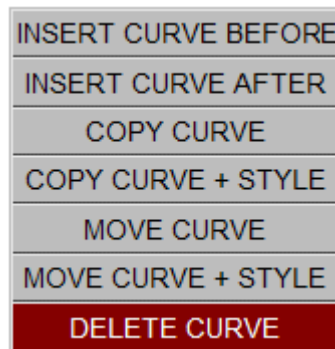 INSERT CURVE BEFORE
INSERT CURVE AFTER
COPY CURVE
COPY CURVE + STYLE
MOVE CURVE
MOVE CURVE + STYLE
DELETE CURVE